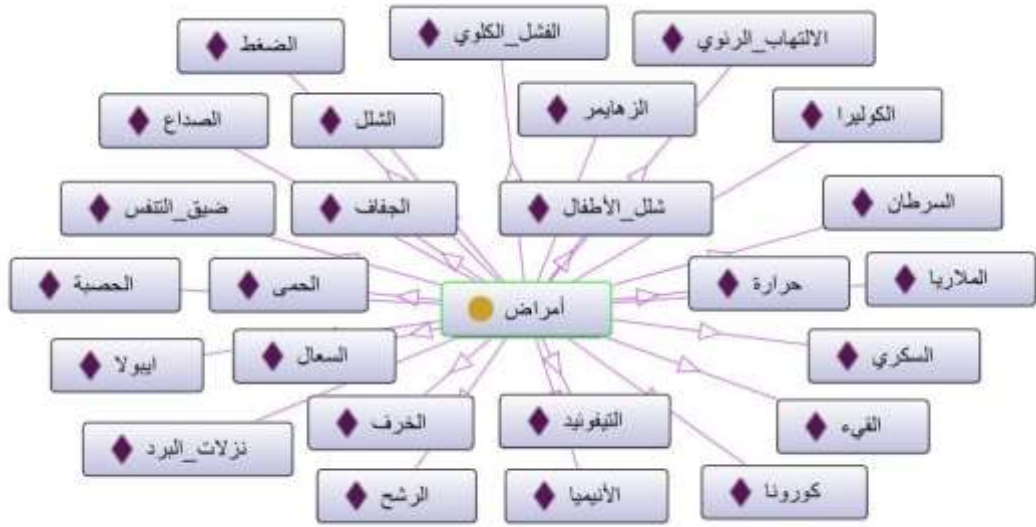 الالتهاب_الرئوي
الفشل_الكلوي
الضغط
الكوليرا
الزهايمر
الشلل
الصداع
السرطان
شلل_الأطفال
الجفاف
ضيق_التنفس
الملاريا
حرارة
أمراض
الحمى
الحصبة
السكري
السعال
ايبولا
القيء
التيفوئيد
الخرف
نزلات_البرد
كورونا
الأنيميا
الرشح